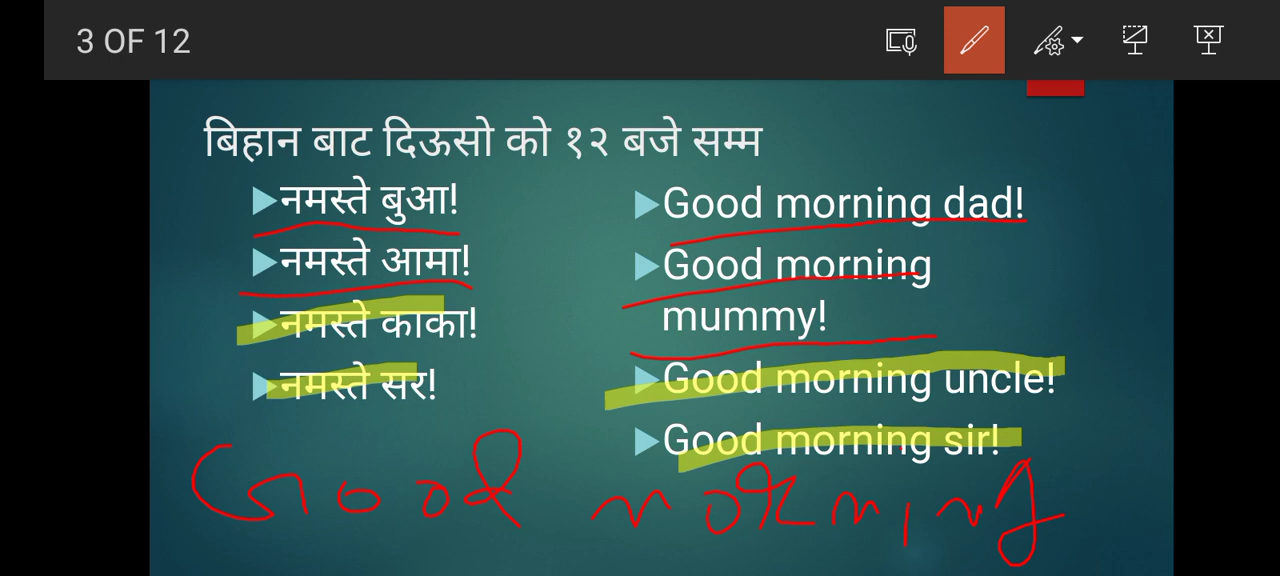 3 OF 12
बिहान बाट दिऊसो को १२ बजे सम्म
नमस्ते बुआ!
नमस्ते आमा!
नमस्ते काका!
नमस्ते सर!
Good morning dad!
Good morning
mummy!
Good morning uncle!
Good morning sir!
Good morning